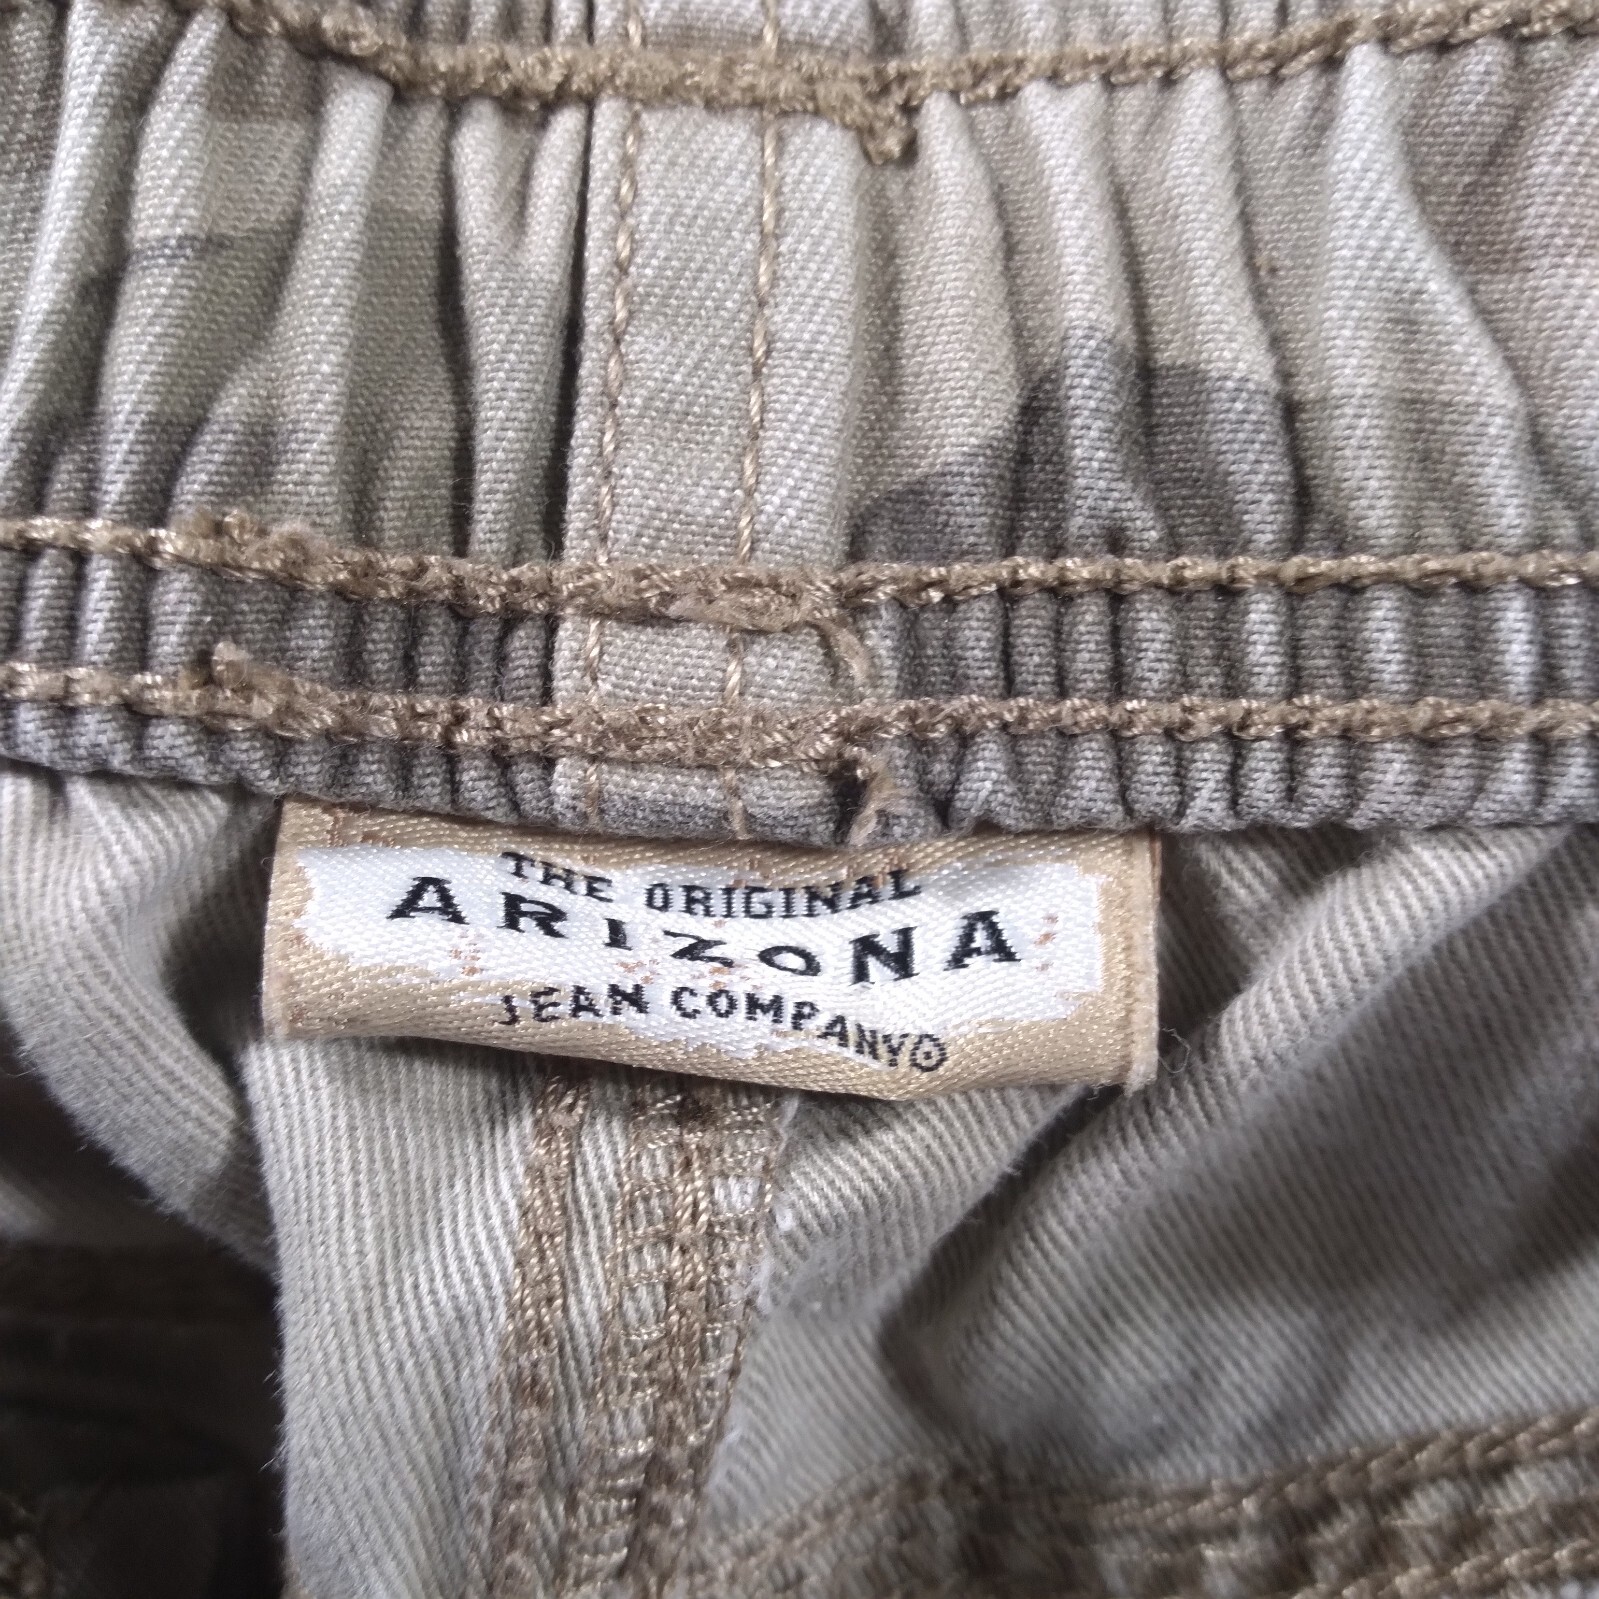 THE ORIGINAL
ARIZONA
JEAN COMPANY®